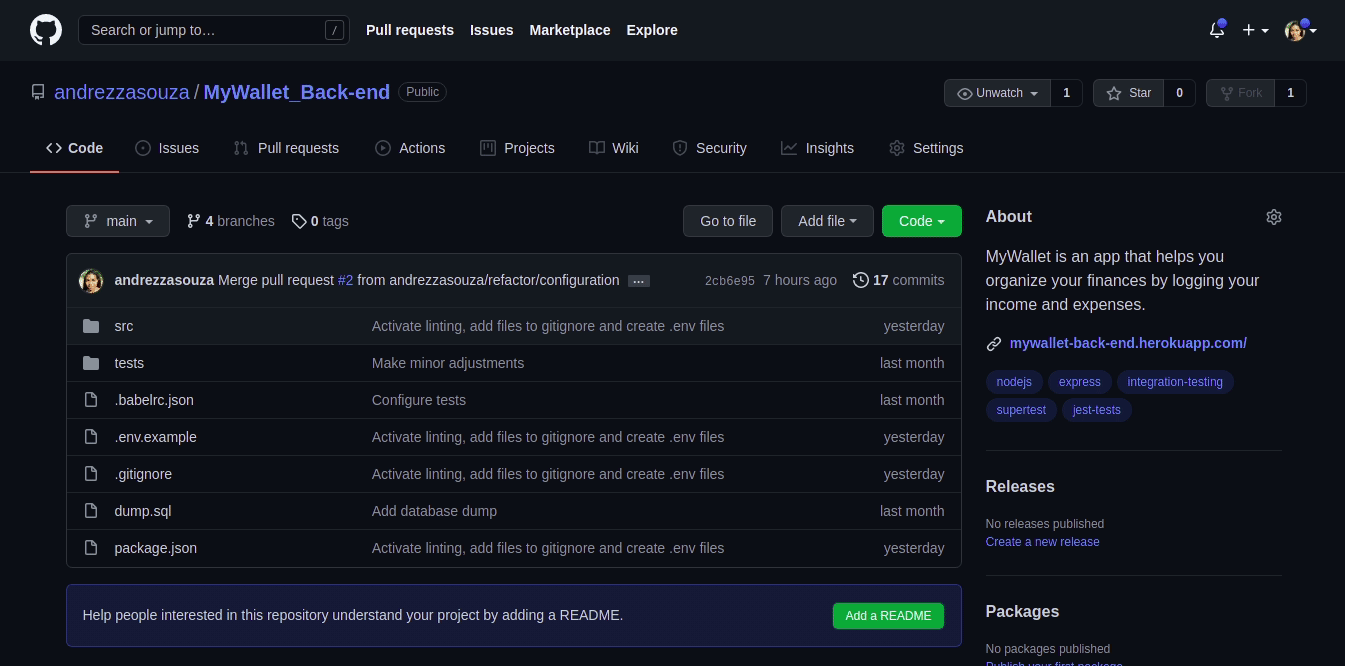 Search or jump to… /
Pull requests Issues Marketplace Explore
andrezzasouza / MyWallet_Back-end Public
Unwatch 1 Star 0 Fork 1
Code Issues Pull requests Actions Projects Wiki Security Insights Settings
main 4 branches 0 tags Go to file Add file Code
andrezzasouza Merge pull request #2 from andrezzasouza/refactor/configuration … 2cb6e95 7 hours ago 17 commits
src Activate linting, add files to gitignore and create .env files yesterday
tests Make minor adjustments last month
.babelrc.json Configure tests last month
.env.example Activate linting, add files to gitignore and create .env files yesterday
.gitignore Activate linting, add files to gitignore and create .env files yesterday
dump.sql Add database dump last month
package.json Activate linting, add files to gitignore and create .env files yesterday
Help people interested in this repository understand your project by adding a README. Add a README
About
MyWallet is an app that helps you
organize your finances by logging your
income and expenses.
mywallet-back-end.herokuapp.com/
nodejs express integration-testing
supertest jest-tests
Releases
No releases published
Create a new release
Packages
No packages published
Publish your first package